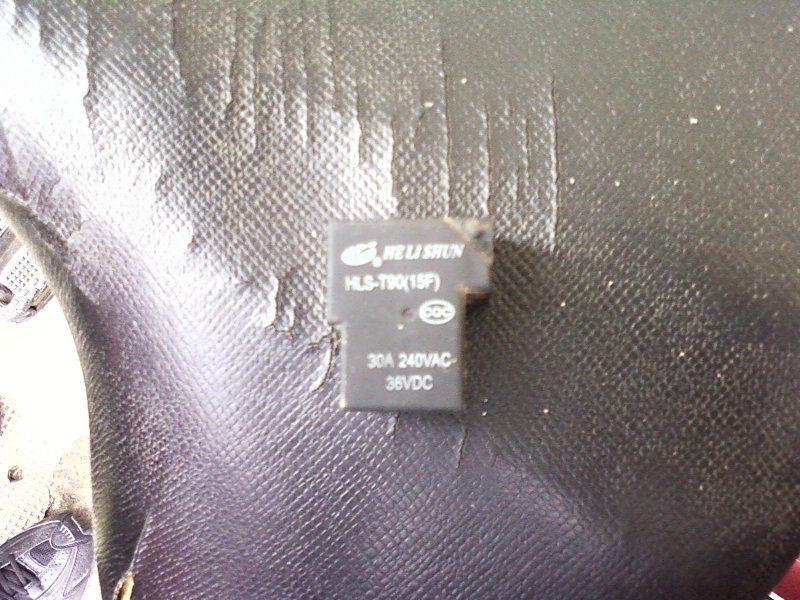 HE LI SHUN
HLS-T90(15F)
CQC
30A 240VAC
36VDC